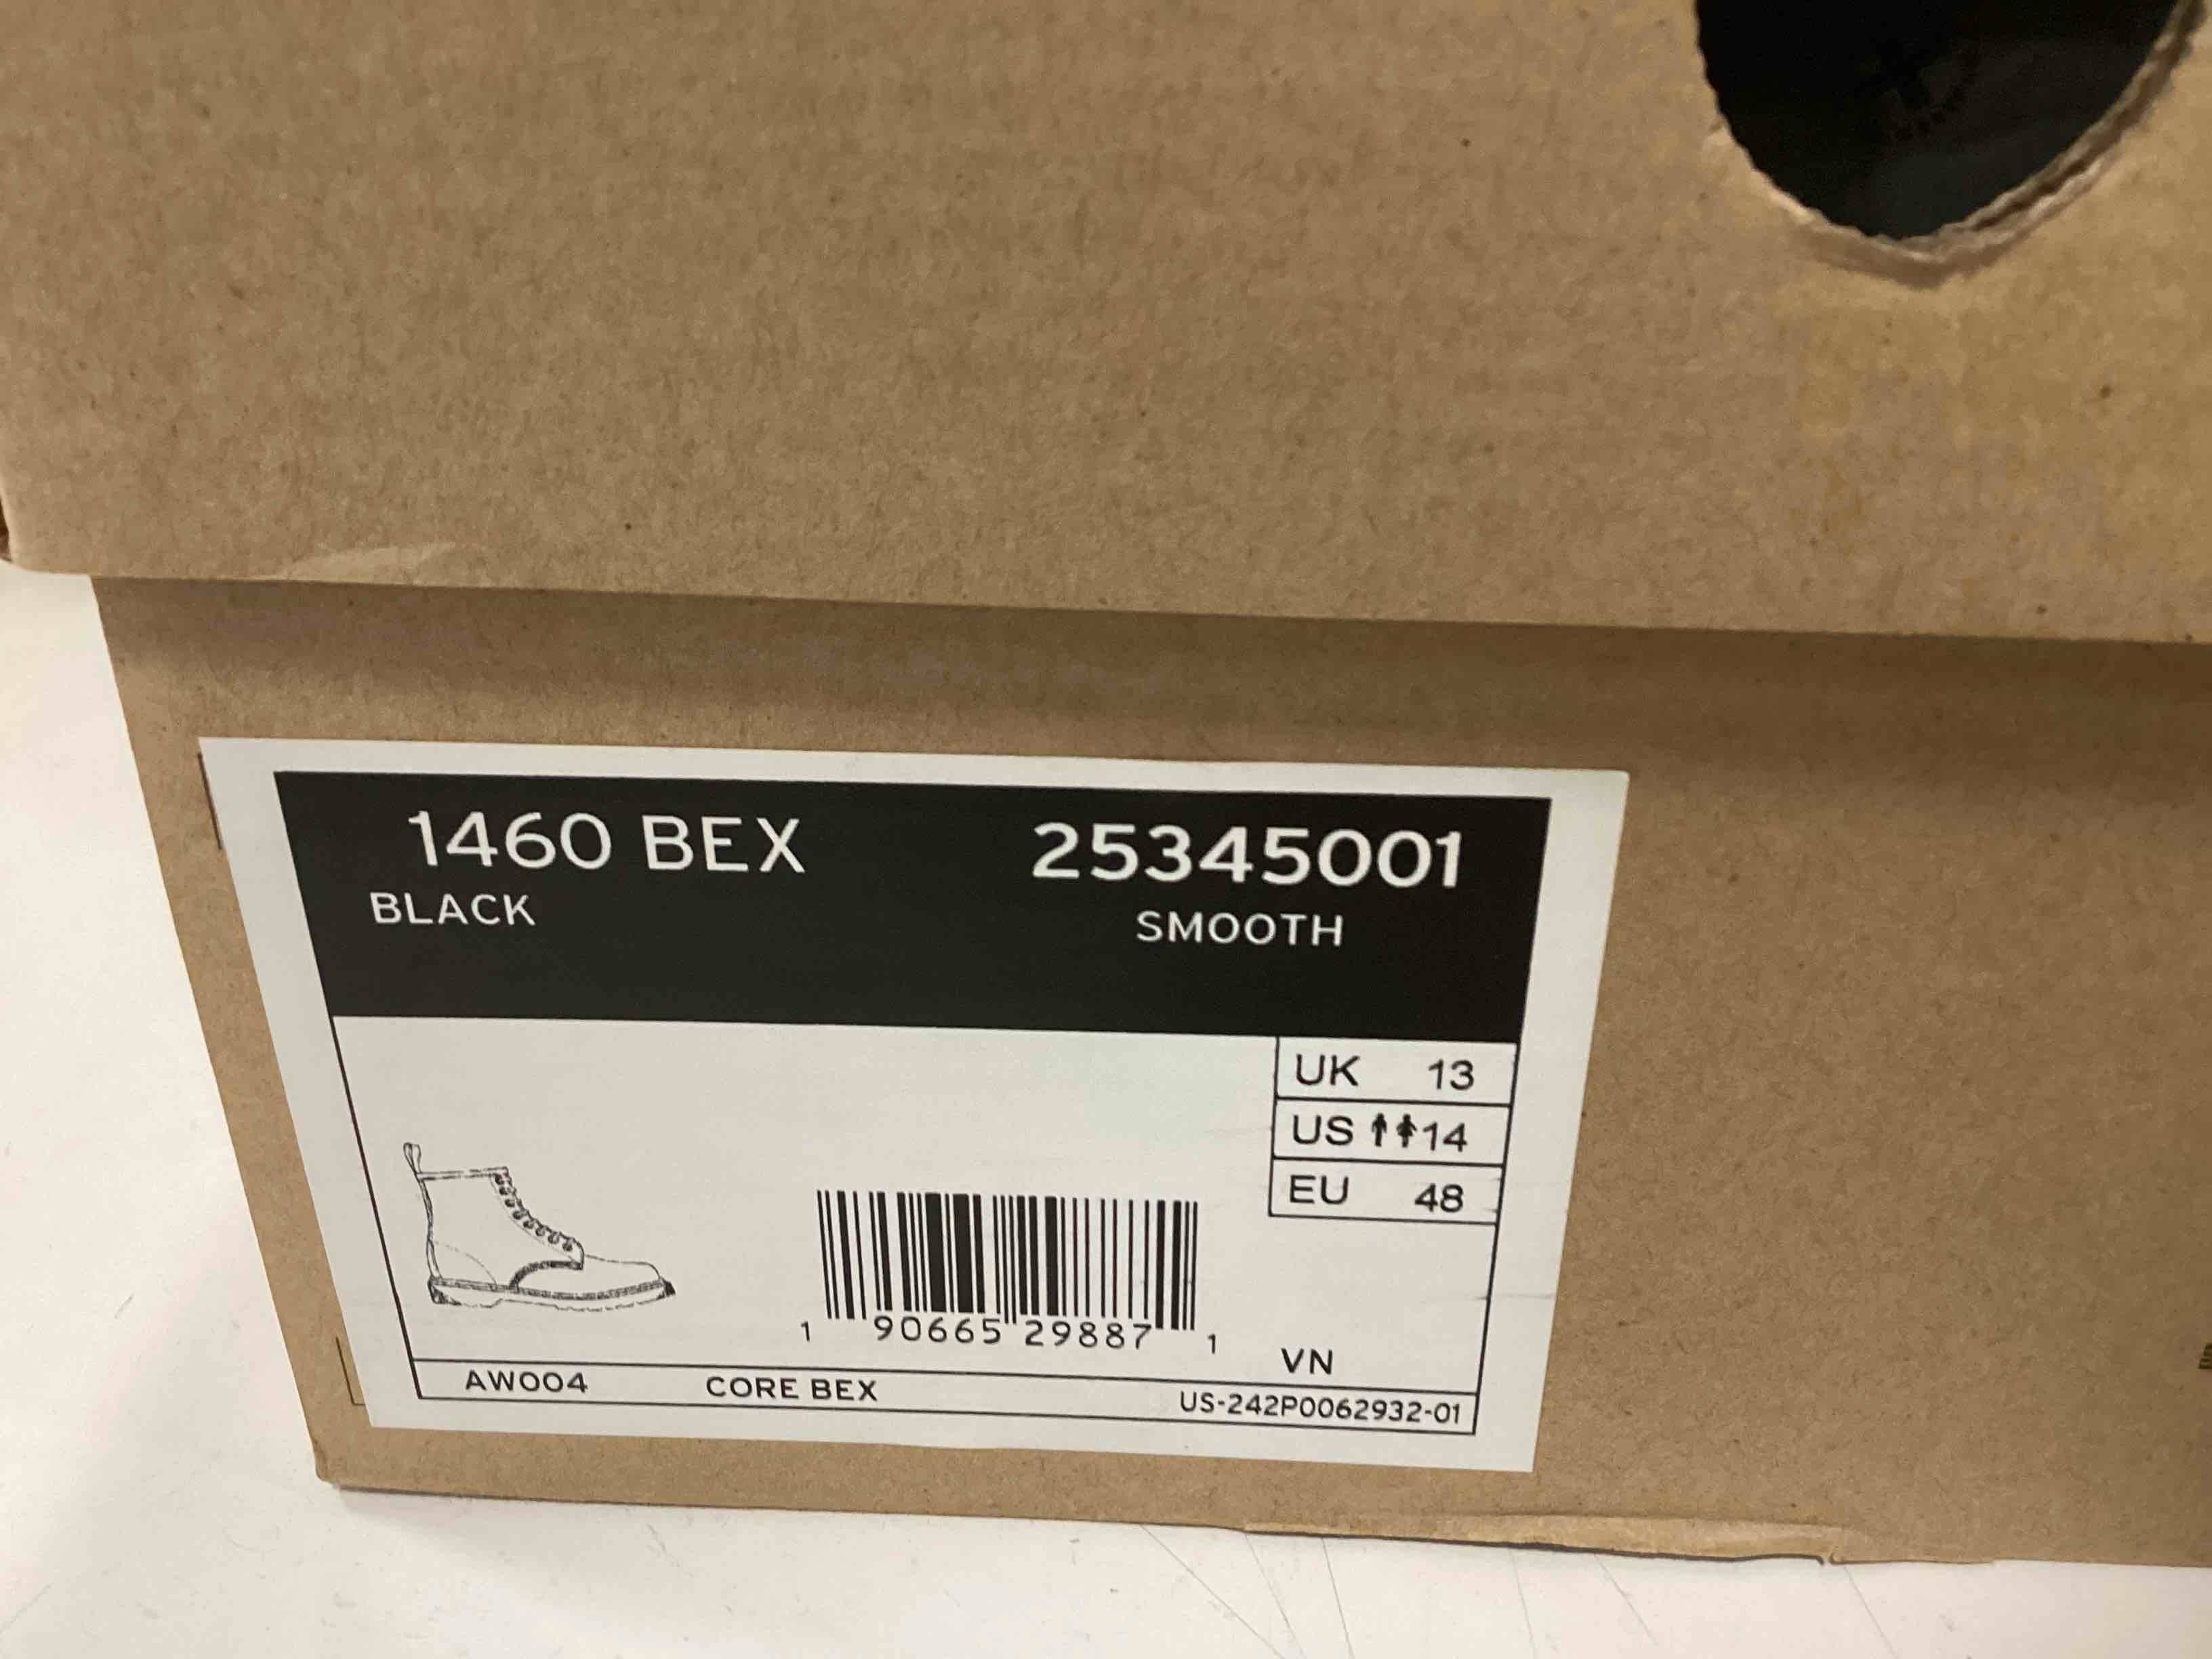 1460 BEX 25345001
BLACK SMOOTH
UK 13
US 14
EU 48
1 90665 29887 1
VN
AW004 CORE BEX US-242P0062932-01